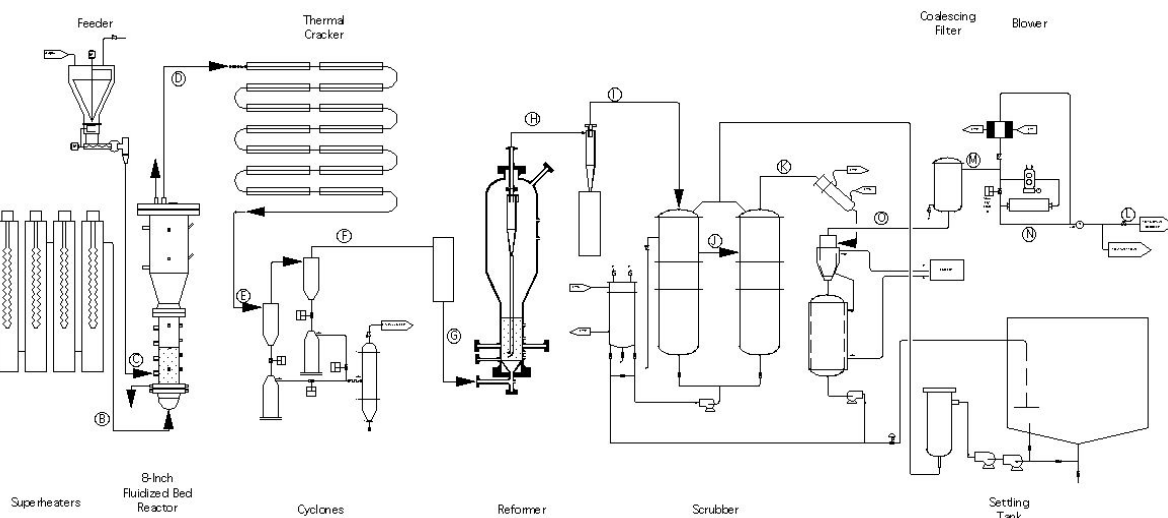 Feeder
Thermal
Cracker
Coalescing
Filter
Blower
D
H
I
K
M
O
L
N
F
J
E
G
C
B
Superheaters
8-Inch
Fluidized Bed
Reactor
Cyclones
Reformer
Scrubber
Settling
Tank